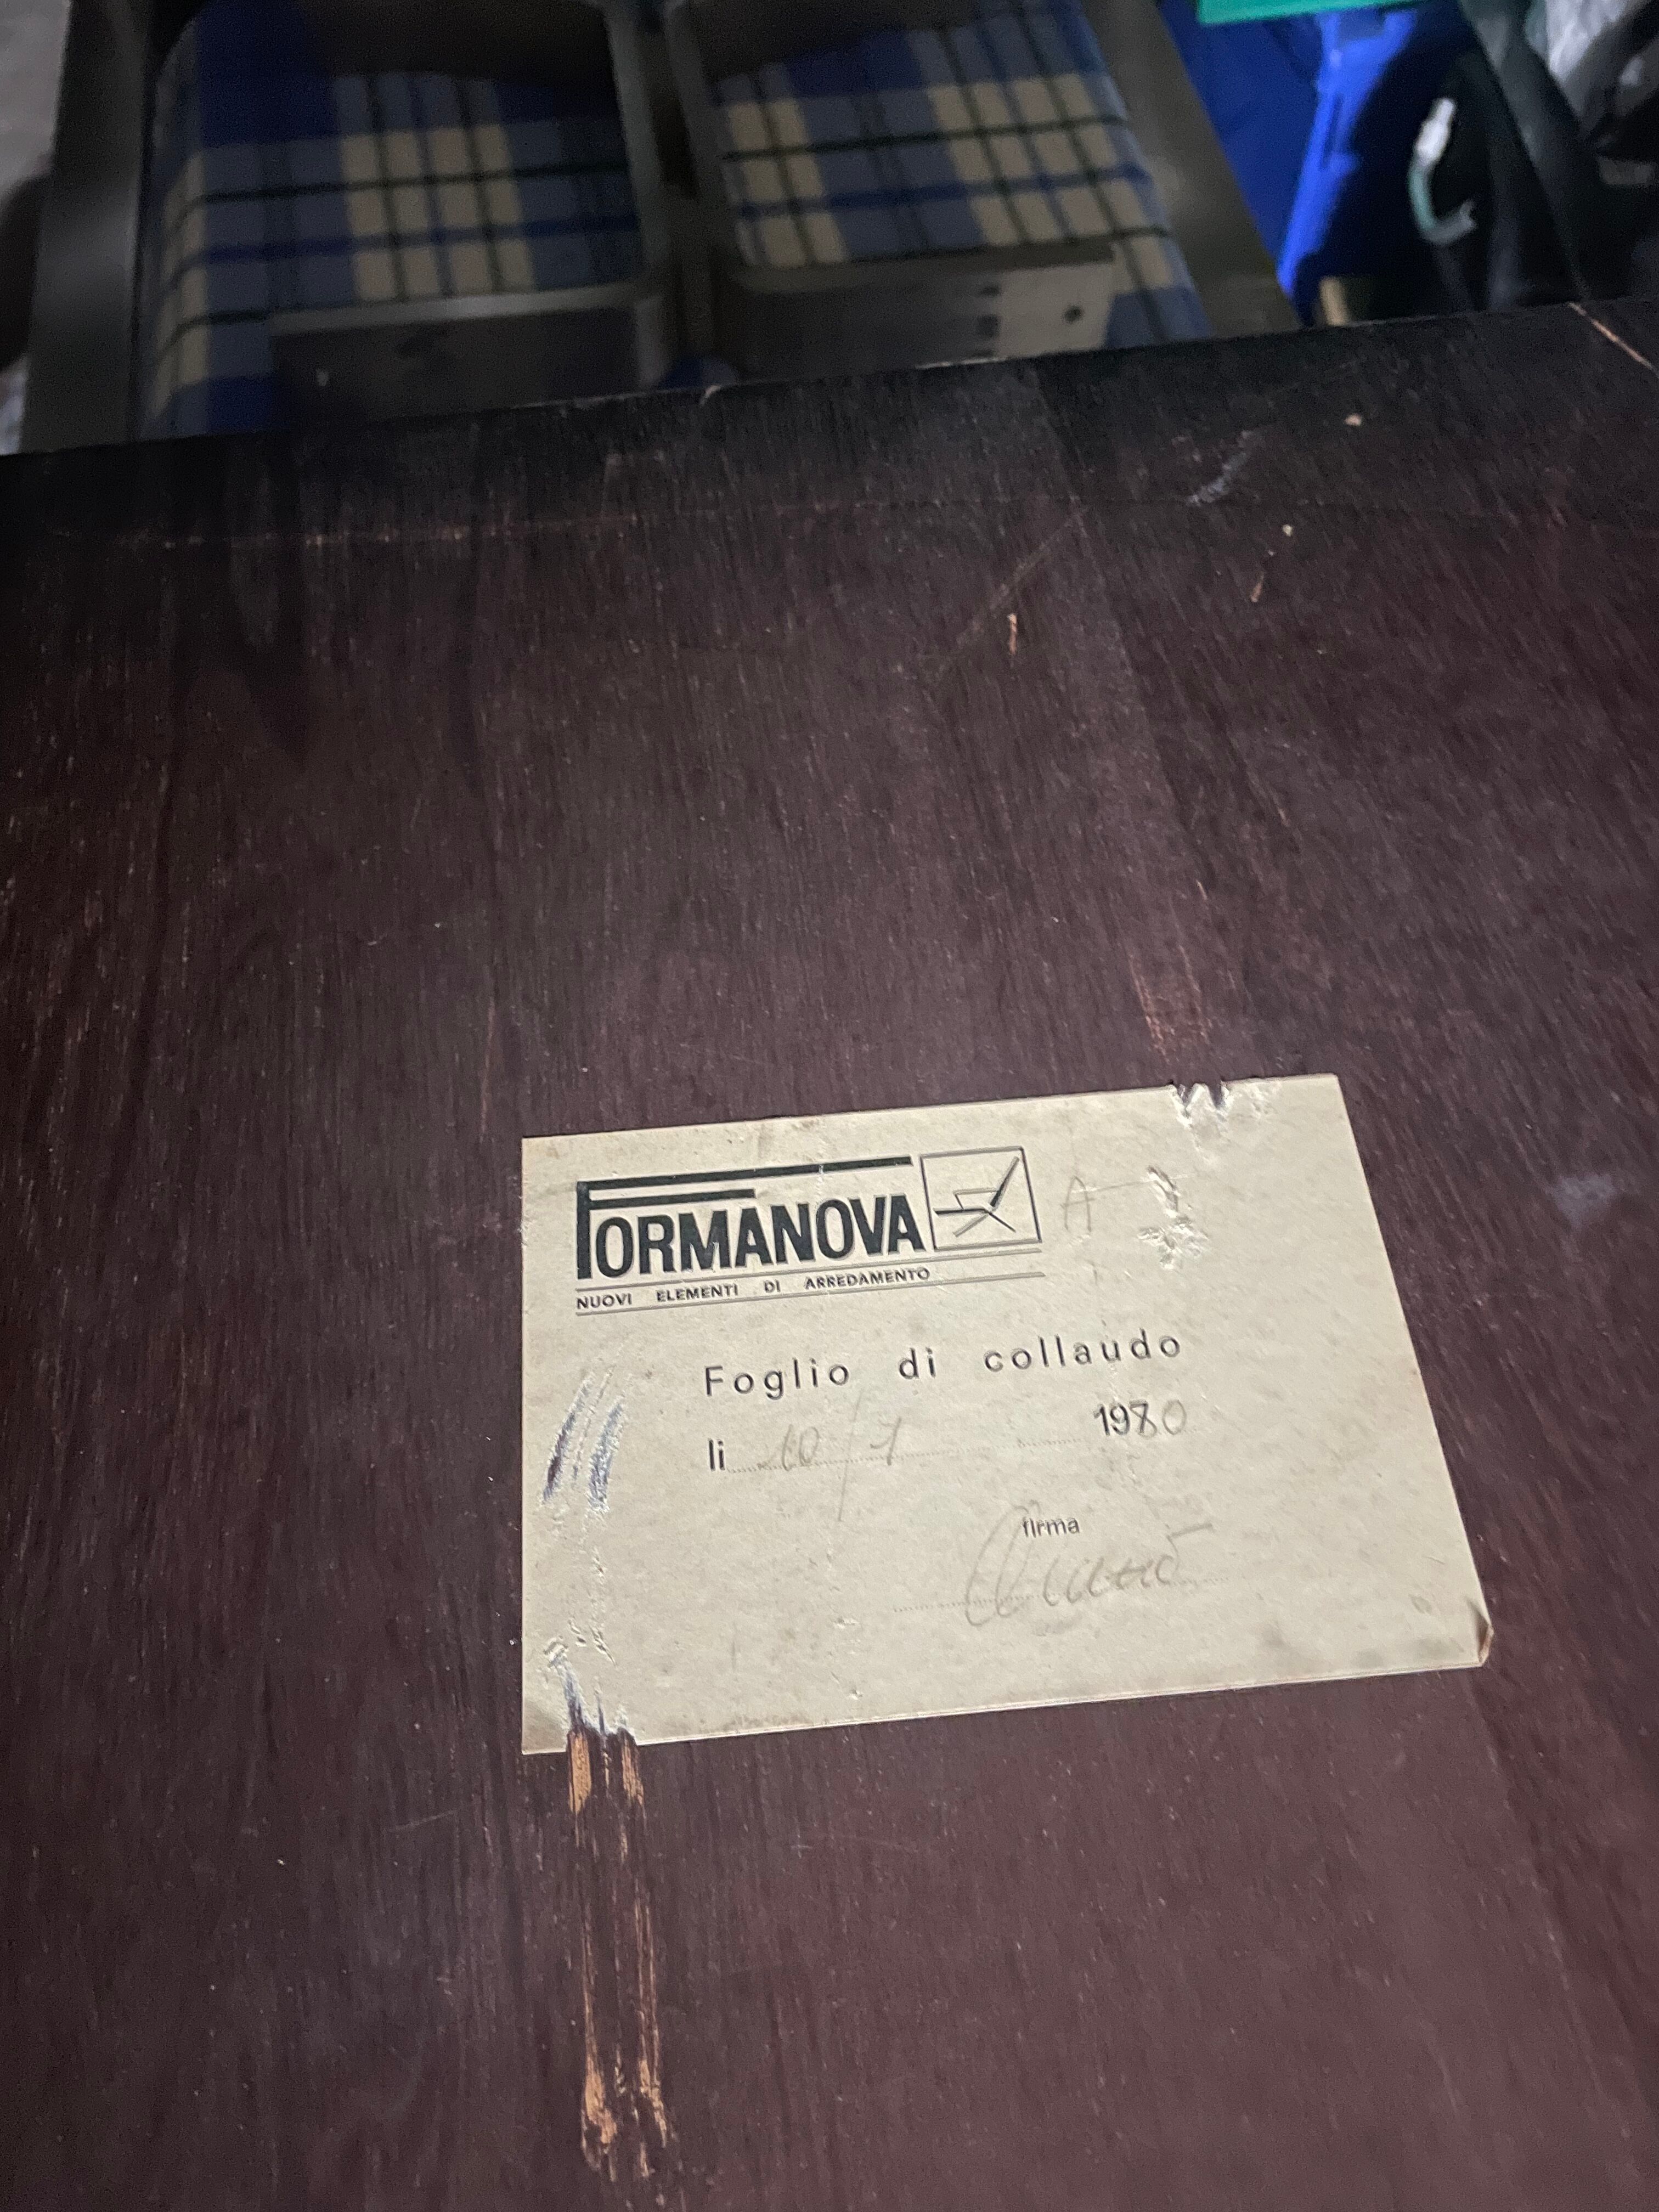 FORMANOVA
NUOVI ELEMENTI DI ARREDAMENTO
A
Foglio di collaudo
li 10/7 1980
firma